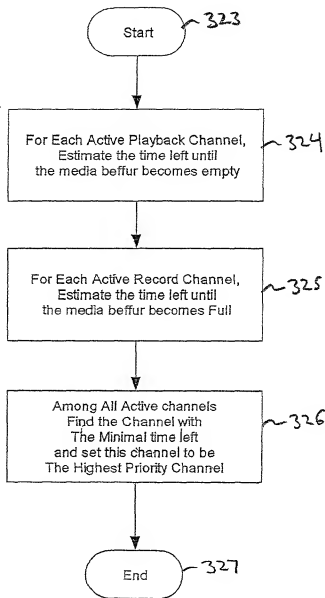 Start
323
For Each Active Playback Channel,
Estimate the time left until
the media beffur becomes empty
324
For Each Active Record Channel,
Estimate the time left until
the media beffur becomes Full
325
Among All Active channels
Find the Channel with
The Minimal time left
and set this channel to be
The Highest Priority Channel
326
End
327